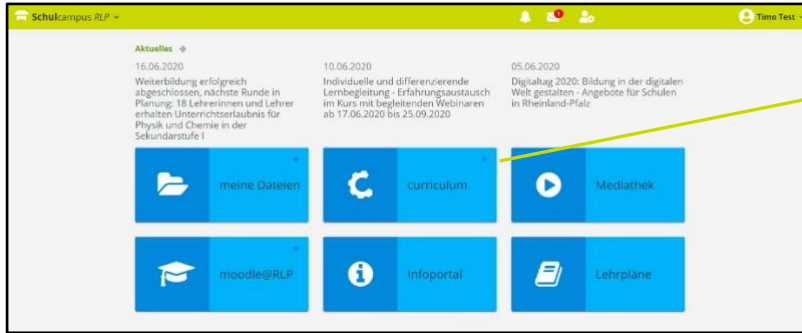 Schulcampus RLP
1
Timo Test
Aktuelles
16.06.2020
Weiterbildung erfolgreich
abgeschlossen, nächste Runde in
Planung: 18 Lehrerinnen und Lehrer
erhalten Unterrichtserlaubnis für
Physik und Chemie in der
Sekundarstufe I
10.06.2020
Individuelle und differenzierende
Lernbegleitung - Erfahrungsaustausch
im Kurs mit begleitenden Webinaren
ab 17.06.2020 bis 25.09.2020
05.06.2020
Digitaltag 2020: Bildung in der digitalen
Welt gestalten - Angebote für Schulen
in Rheinland-Pfalz
meine Dateien
curriculum
Mediathek
moodle@RLP
Infoportal
Lehrpläne